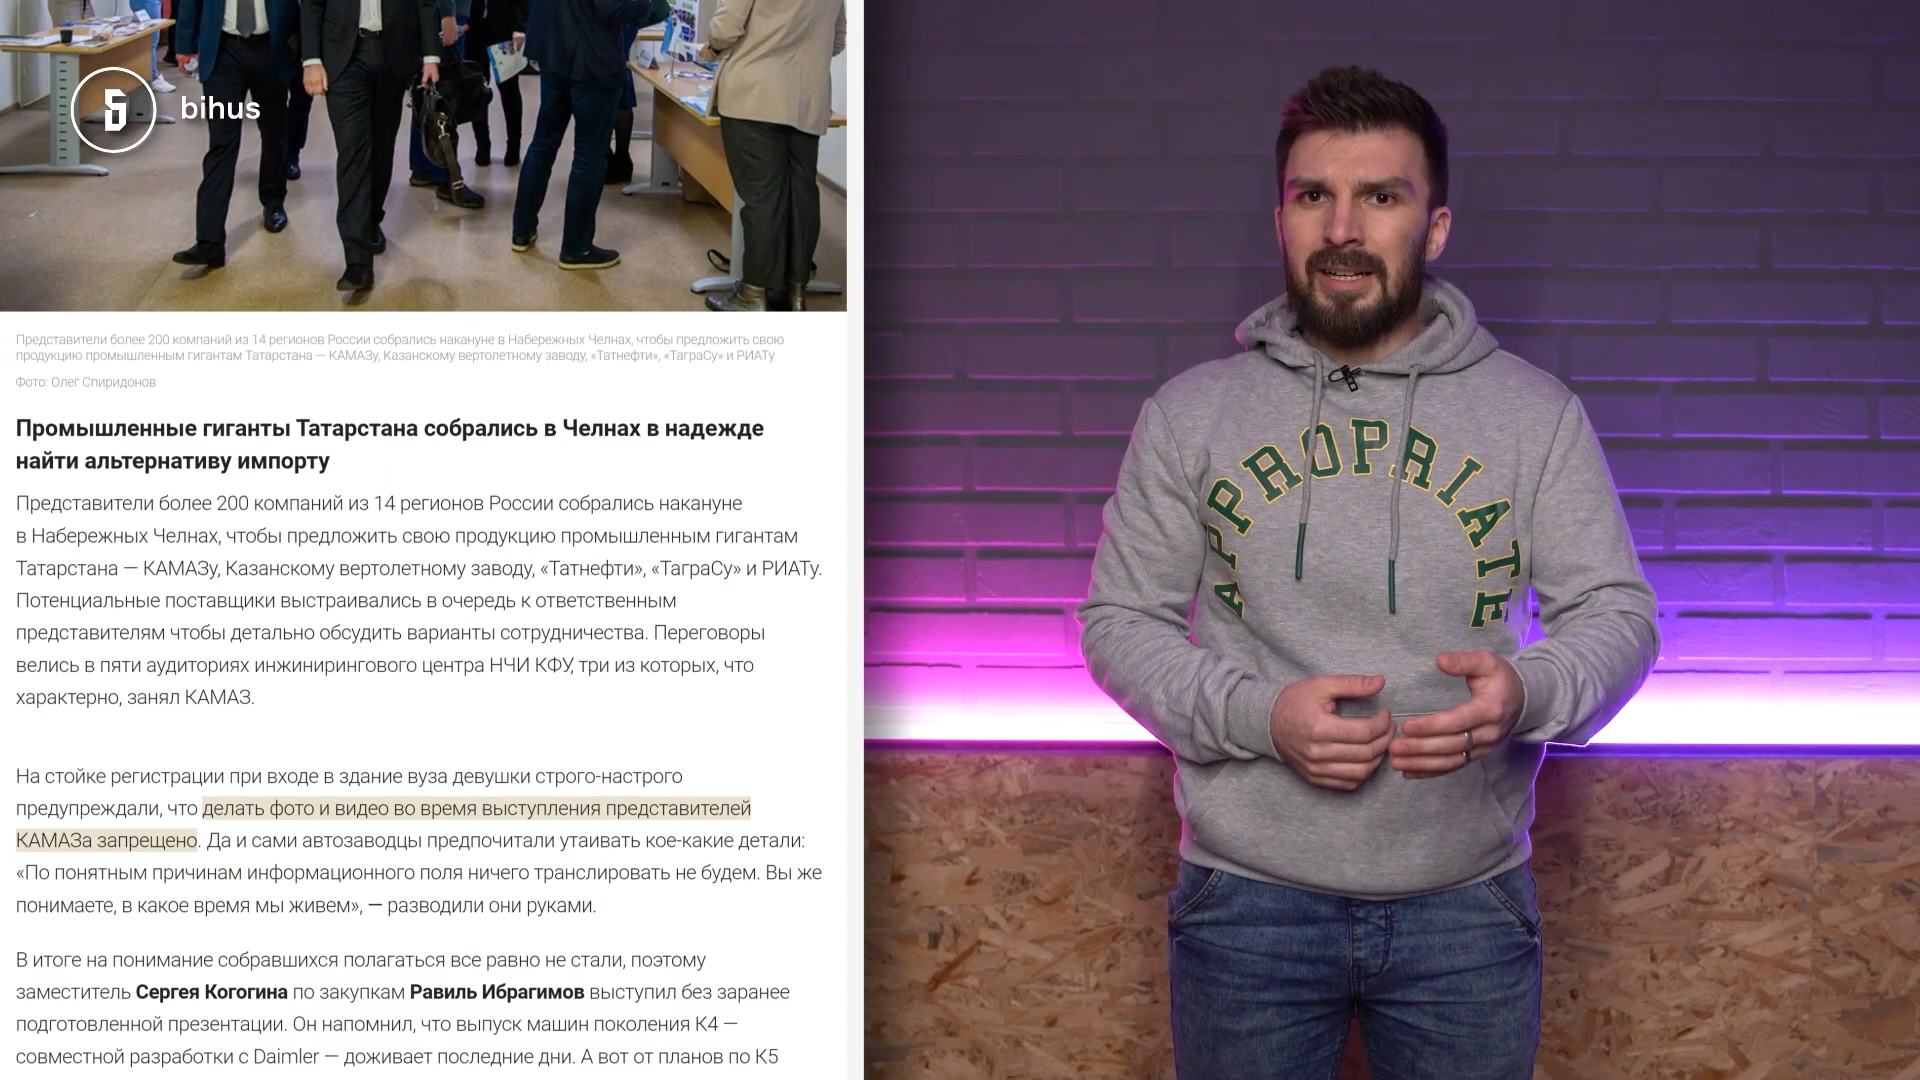 bihus
Представители более 200 компаний из 14 регионов России собрались накануне в Набережных Челнах, чтобы предложить свою
продукцию промышленным гигантам Татарстана — КАМАЗу, Казанскому вертолетному заводу, «Татнефти», «ТаграСу» и РИАТу
Фото: Олег Спиридонов
Промышленные гиганты Татарстана собрались в Челнах в надежде
найти альтернативу импорту
Представители более 200 компаний из 14 регионов России собрались накануне
в Набережных Челнах, чтобы предложить свою продукцию промышленным гигантам
Татарстана — КАМАЗу, Казанскому вертолетному заводу, «Татнефти», «ТаграСу» и РИАТу.
Потенциальные поставщики выстраивались в очередь к ответственным
представителям чтобы детально обсудить варианты сотрудничества. Переговоры
велись в пяти аудиториях инжинирингового центра НЧИ КФУ, три из которых, что
характерно, занял КАМАЗ.
На стойке регистрации при входе в здание вуза девушки строго-настрого
предупреждали, что делать фото и видео во время выступления представителей
КАМАЗа запрещено. Да и сами автозаводцы предпочитали утаивать кое-какие детали:
«По понятным причинам информационного поля ничего транслировать не будем. Вы же
понимаете, в какое время мы живем», — разводили они руками.
В итоге на понимание собравшихся полагаться все равно не стали, поэтому
заместитель Сергея Когогина по закупкам Равиль Ибрагимов выступил без заранее
подготовленной презентации. Он напомнил, что выпуск машин поколения К4 —
совместной разработки с Daimler — доживает последние дни. А вот от планов по К5
APPROPRIATE